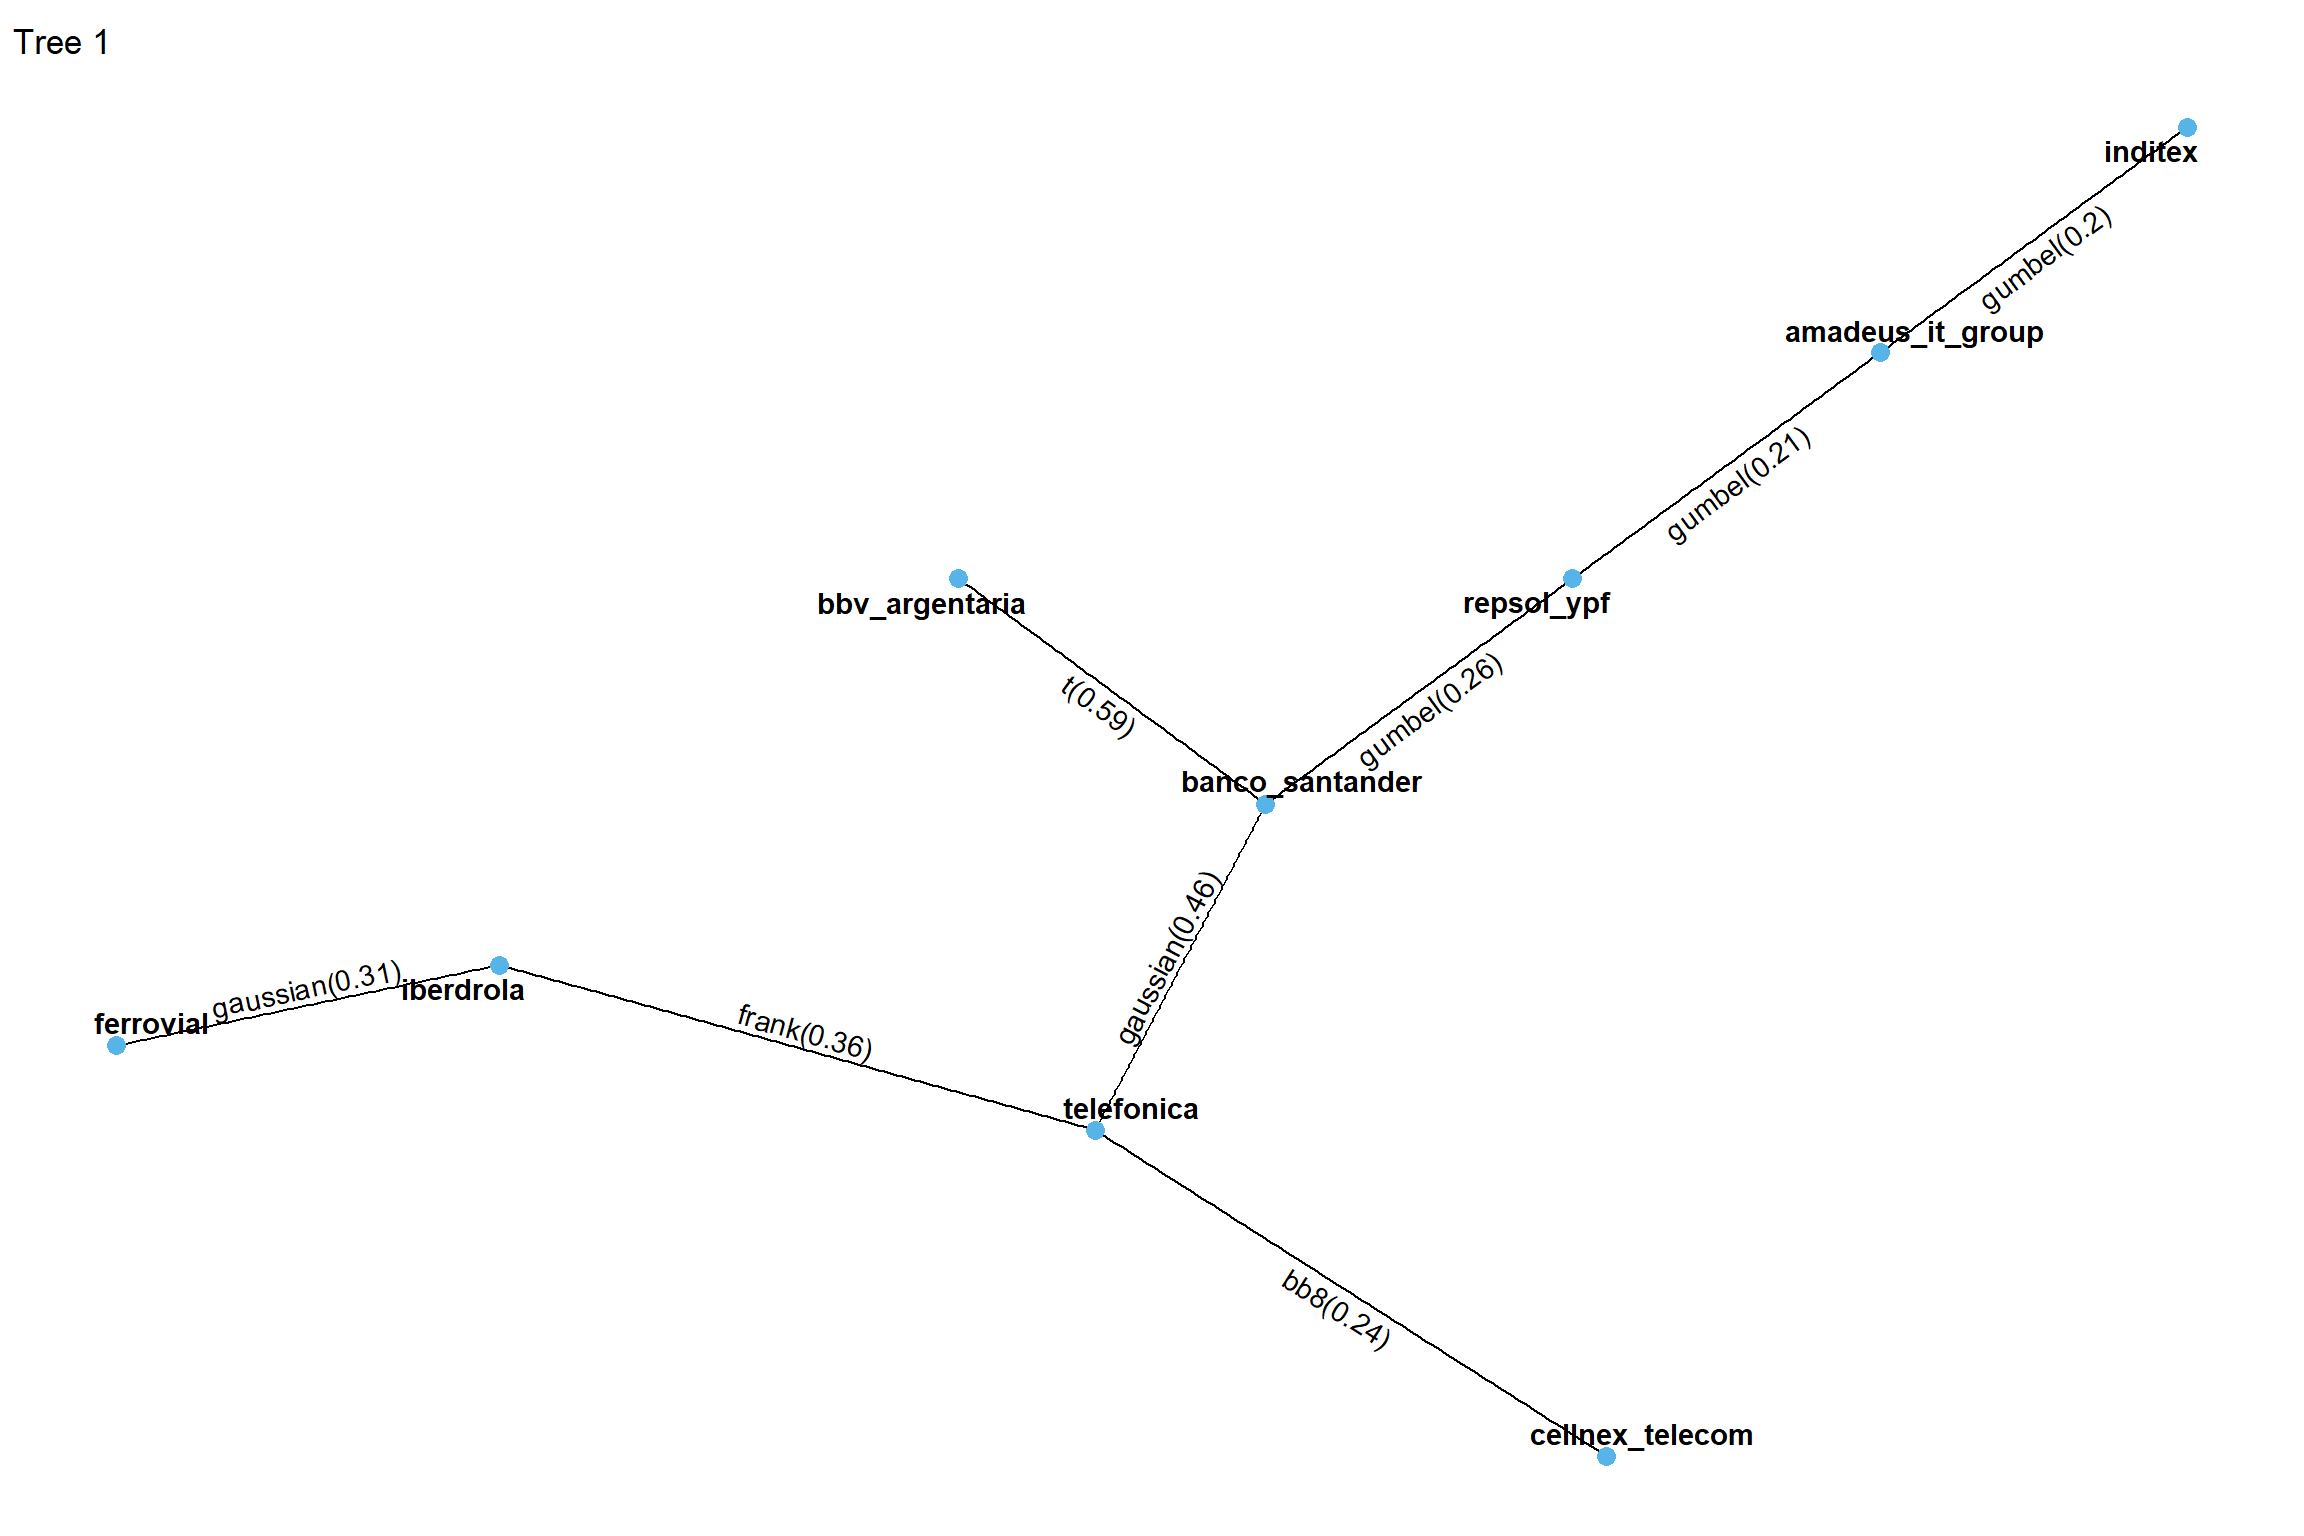 Tree 1
inditex
gumbel(0.2)
amadeus_it_group
gumbel(0.21)
bbv_argentaria
repsol_ypf
t(0.59)
gumbel(0.26)
banco_santander
gaussian(0.46)
gaussian(0.31)
iberdrola
ferrovial
frank(0.36)
telefonica
bb8(0.24)
cellnex_telecom